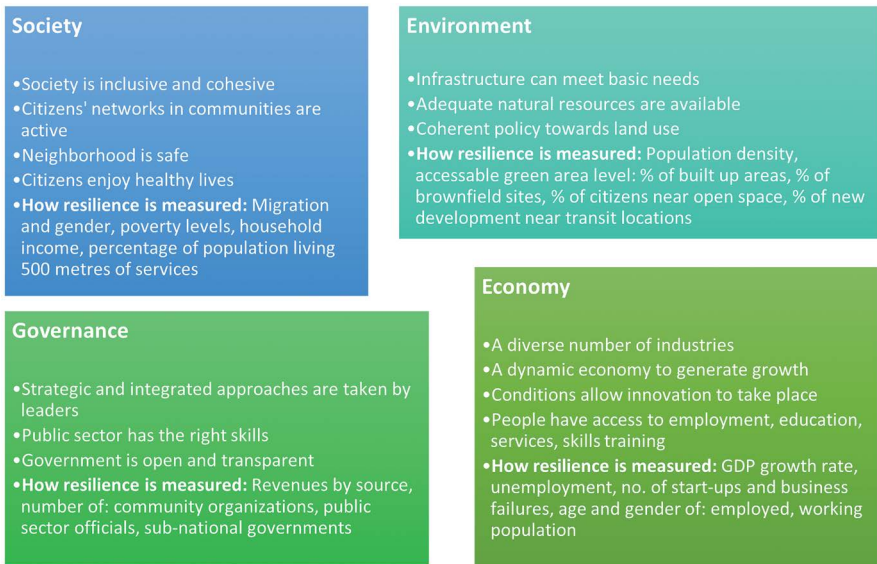 Society
•Society is inclusive and cohesive
•Citizens' networks in communities are
active
•Neighborhood is safe
•Citizens enjoy healthy lives
•How resilience is measured: Migration
and gender, poverty levels, household
income, percentage of population living
500 metres of services
Environment
•Infrastructure can meet basic needs
•Adequate natural resources are available
•Coherent policy towards land use
•How resilience is measured: Population density,
accessable green area level: % of built up areas, % of
brownfield sites, % of citizens near open space, % of new
development near transit locations
Governance
•Strategic and integrated approaches are taken by
leaders
•Public sector has the right skills
•Government is open and transparent
•How resilience is measured: Revenues by source,
number of: community organizations, public
sector officials, sub-national governments
Economy
•A diverse number of industries
•A dynamic economy to generate growth
•Conditions allow innovation to take place
•People have access to employment, education,
services, skills training
•How resilience is measured: GDP growth rate,
unemployment, no. of start-ups and business
failures, age and gender of: employed, working
population